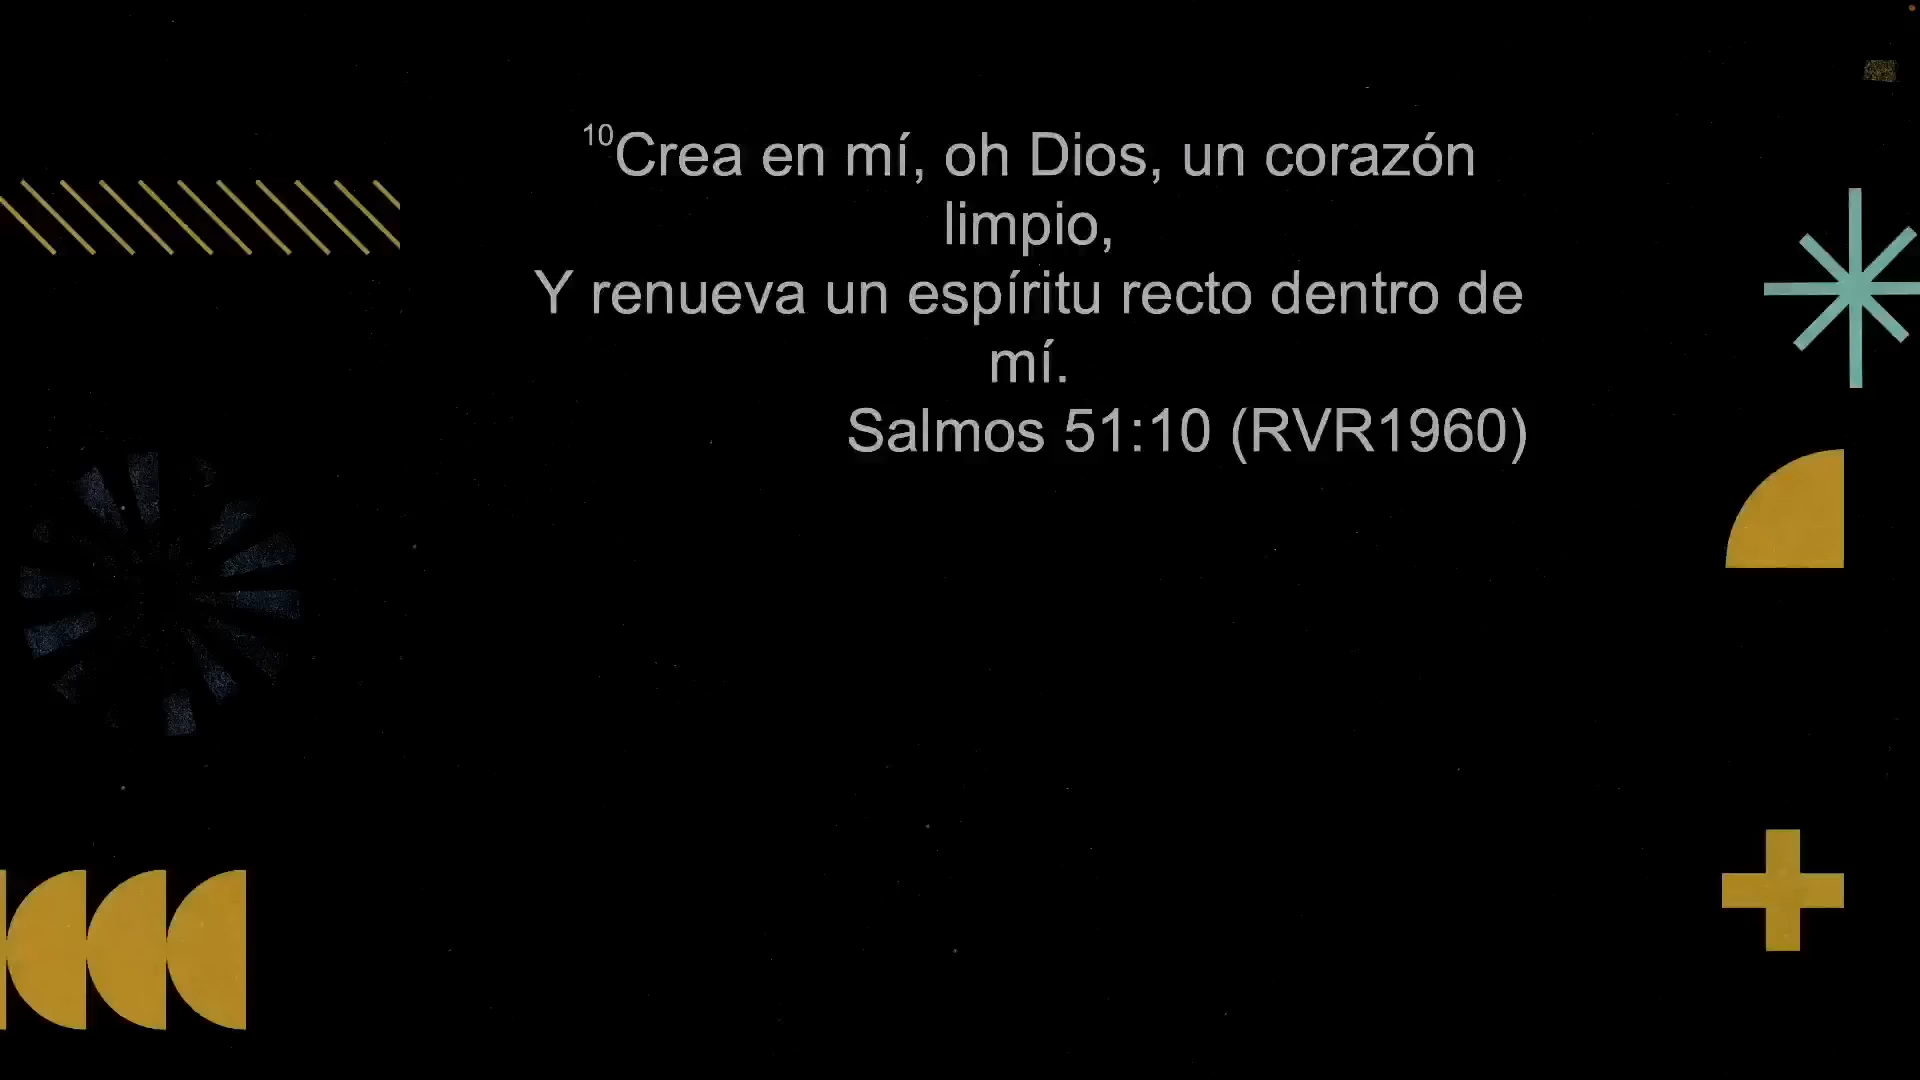 10Crea en mí, oh Dios, un corazón
limpio,
Y renueva un espíritu recto dentro de
mí.
Salmos 51:10 (RVR1960)